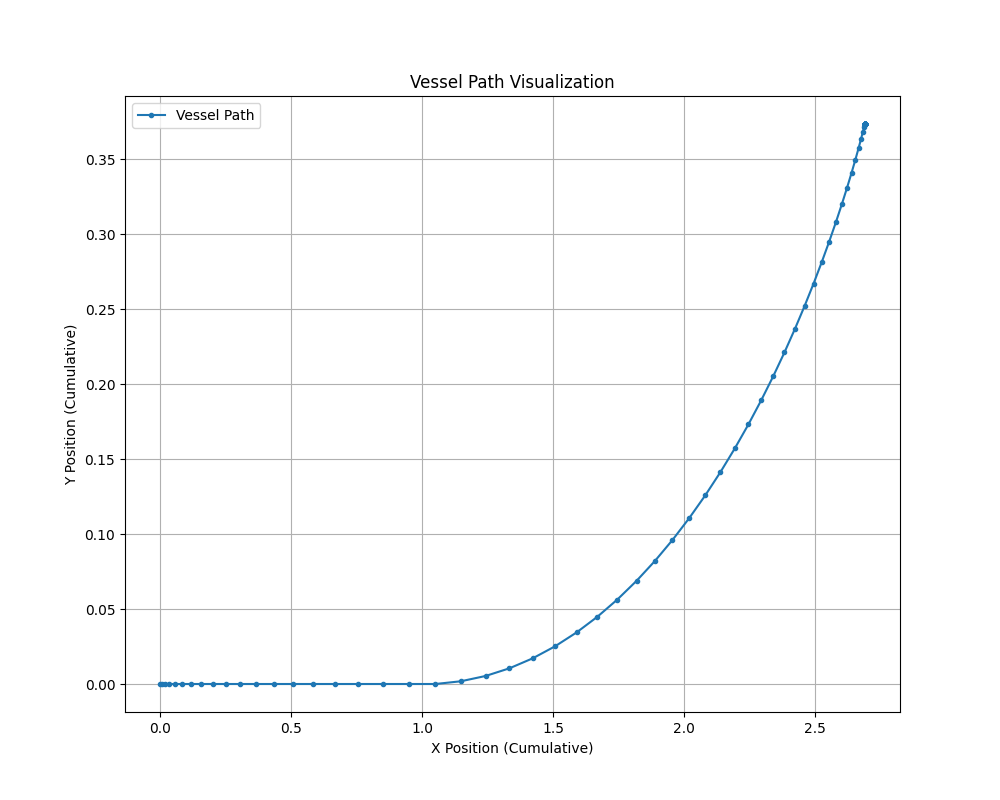 Vessel Path Visualization
Vessel Path
0.35
0.30
0.25
0.20
0.15
0.10
0.05
0.00
Y Position (Cumulative)
0.0 0.5 1.0 1.5 2.0 2.5
X Position (Cumulative)